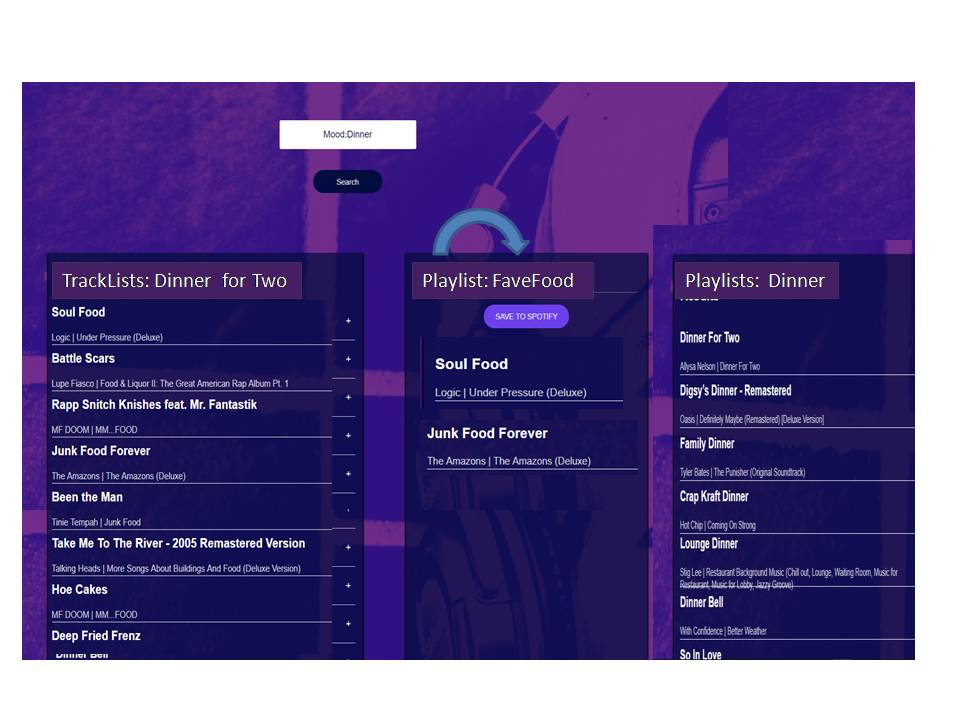 Mood:Dinner
Search
TrackLists: Dinner for Two
Soul Food
+
Logic | Under Pressure (Deluxe)
Battle Scars
+
Lupe Fiasco | Food & Liquor II: The Great American Rap Album Pt. 1
Rapp Snitch Knishes feat. Mr. Fantastik
+
MF DOOM | MM...FOOD
+
Junk Food Forever
The Amazons | The Amazons (Deluxe)
+
Been the Man
Tinie Tempah | Junk Food
Take Me To The River - 2005 Remastered Version
+
Talking Heads | More Songs About Buildings And Food (Deluxe Version)
Hoe Cakes
+
MF DOOM | MM...FOOD
+
Deep Fried Frenz
Dinner Bell
Playlist: FaveFood
SAVE TO SPOTIFY
Soul Food
Logic | Under Pressure (Deluxe)
Junk Food Forever
The Amazons | The Amazons (Deluxe)
Playlists: Dinner
Results
Dinner For Two
Allysa Nelson | Dinner For Two
Digsy's Dinner - Remastered
Oasis | Definitely Maybe (Remastered) [Deluxe Version]
Family Dinner
Tyler Bates | The Punisher (Original Soundtrack)
Crap Kraft Dinner
Hot Chip | Coming On Strong
Lounge Dinner
Stig Lee | Restaurant Background Music (Chill out, Lounge, Waiting Room, Music for
Restaurant, Music for Lobby, Jazzy Groove)
Dinner Bell
With Confidence | Better Weather
So In Love